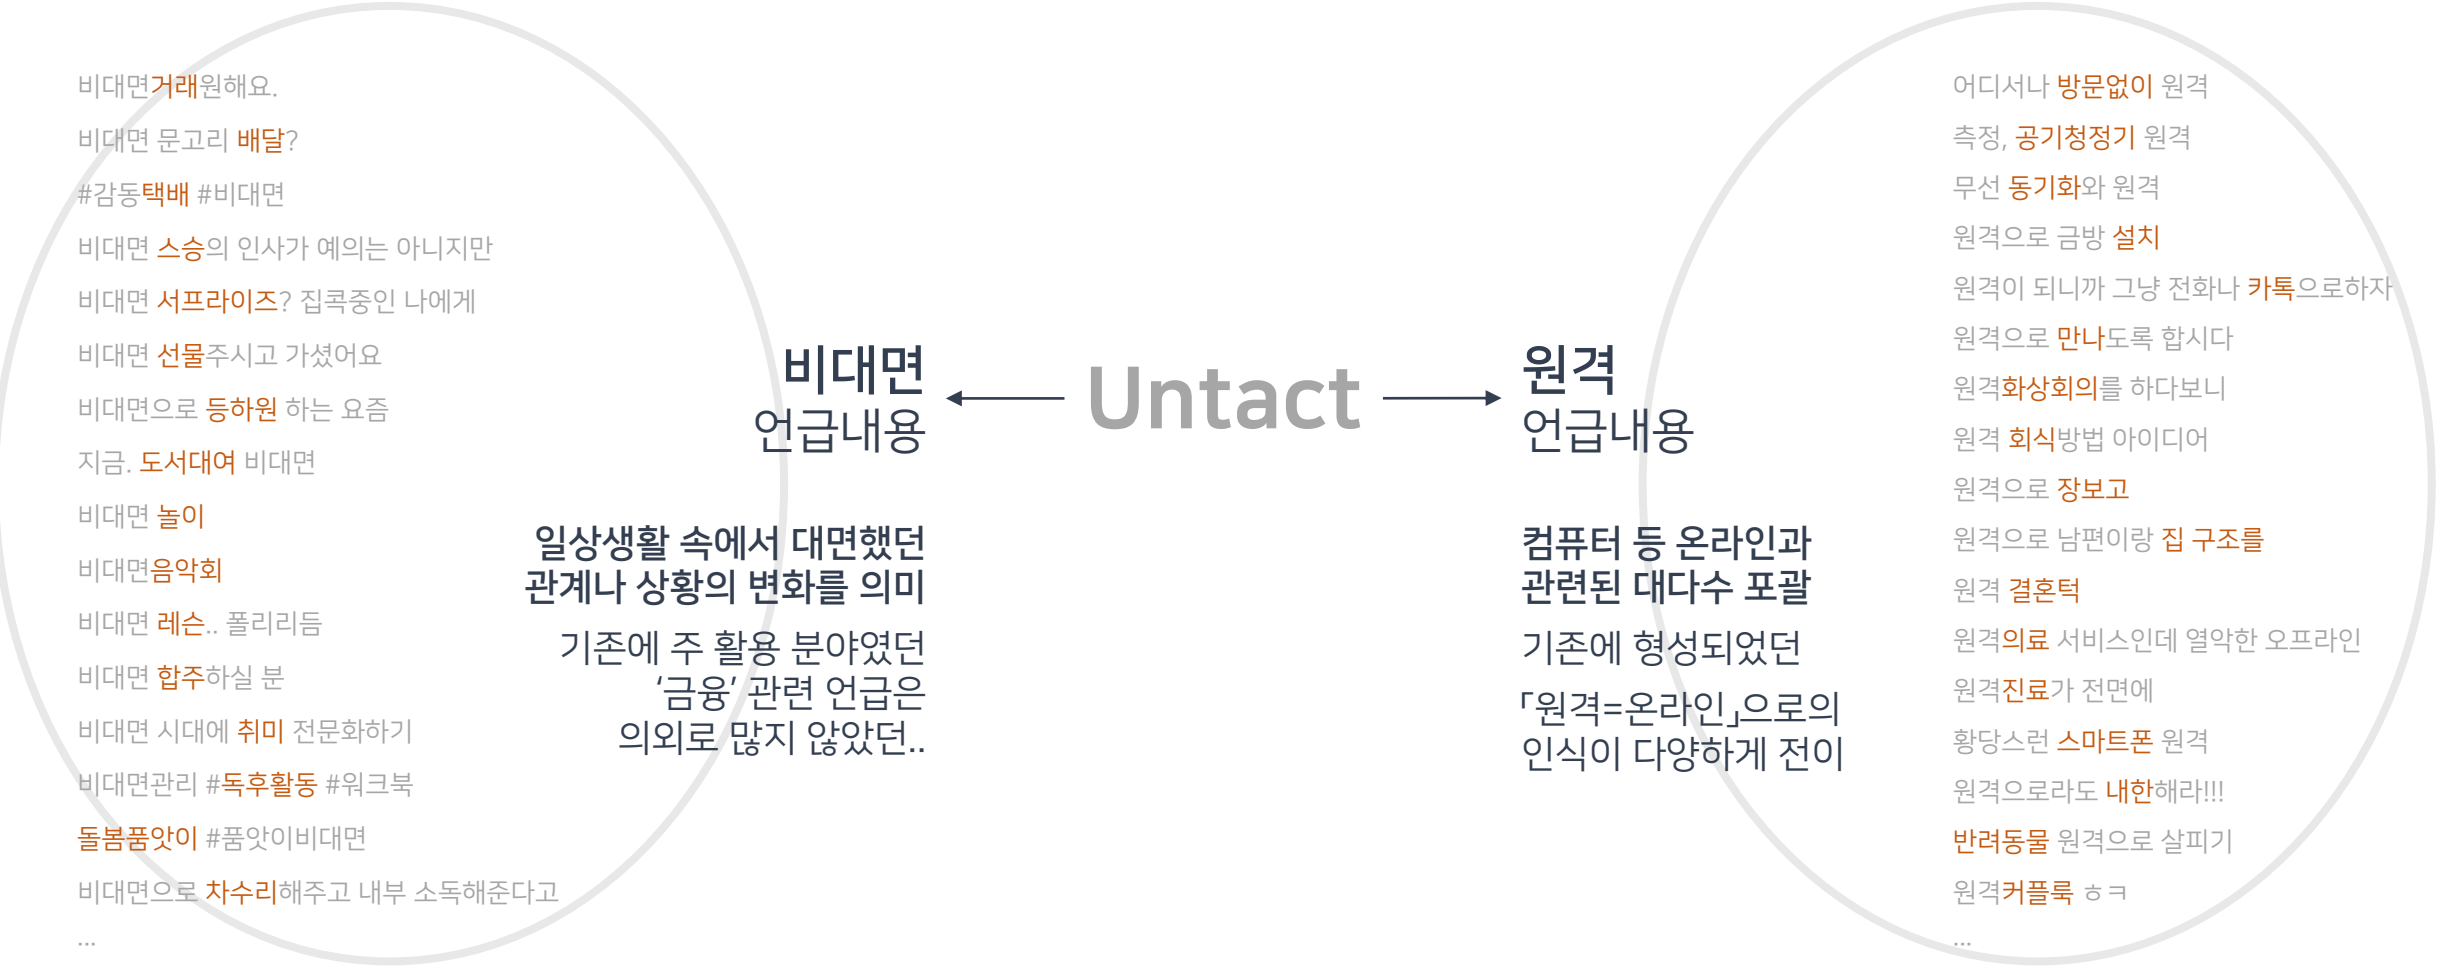 비대면거래원해요.
비대면 문고리 배달?
#감동택배 #비대면
비대면 스승의 인사가 예의는 아니지만
비대면 서프라이즈? 집콕중인 나에게
비대면 선물주시고 가셨어요
비대면으로 등하원 하는 요즘
지금. 도서대여 비대면
비대면 놀이
비대면음악회
비대면 레슨.. 폴리리듬
비대면 합주하실 분
비대면 시대에 취미 전문화하기
비대면관리 #독후활동 #워크북
돌봄품앗이 #품앗이비대면
비대면으로 차수리해주고 내부 소독해준다고
...
비대면
언급내용
일상생활 속에서 대면했던
관계나 상황의 변화를 의미
기존에 주 활용 분야였던
‘금융’ 관련 언급은
의외로 많지 않았던..
Untact
원격
언급내용
컴퓨터 등 온라인과
관련된 대다수 포괄
기존에 형성되었던
「원격=온라인」으로의
인식이 다양하게 전이
어디서나 방문없이 원격
측정, 공기청정기 원격
무선 동기화와 원격
원격으로 금방 설치
원격이 되니까 그냥 전화나 카톡으로하자
원격으로 만나도록 합시다
원격화상회의를 하다보니
원격 회식방법 아이디어
원격으로 장보고
원격으로 남편이랑 집 구조를
원격 결혼턱
원격의료 서비스인데 열악한 오프라인
원격진료가 전면에
황당스런 스마트폰 원격
원격으로라도 내한해라!!!
반려동물 원격으로 살피기
원격커플룩 ㅎㅋ
...